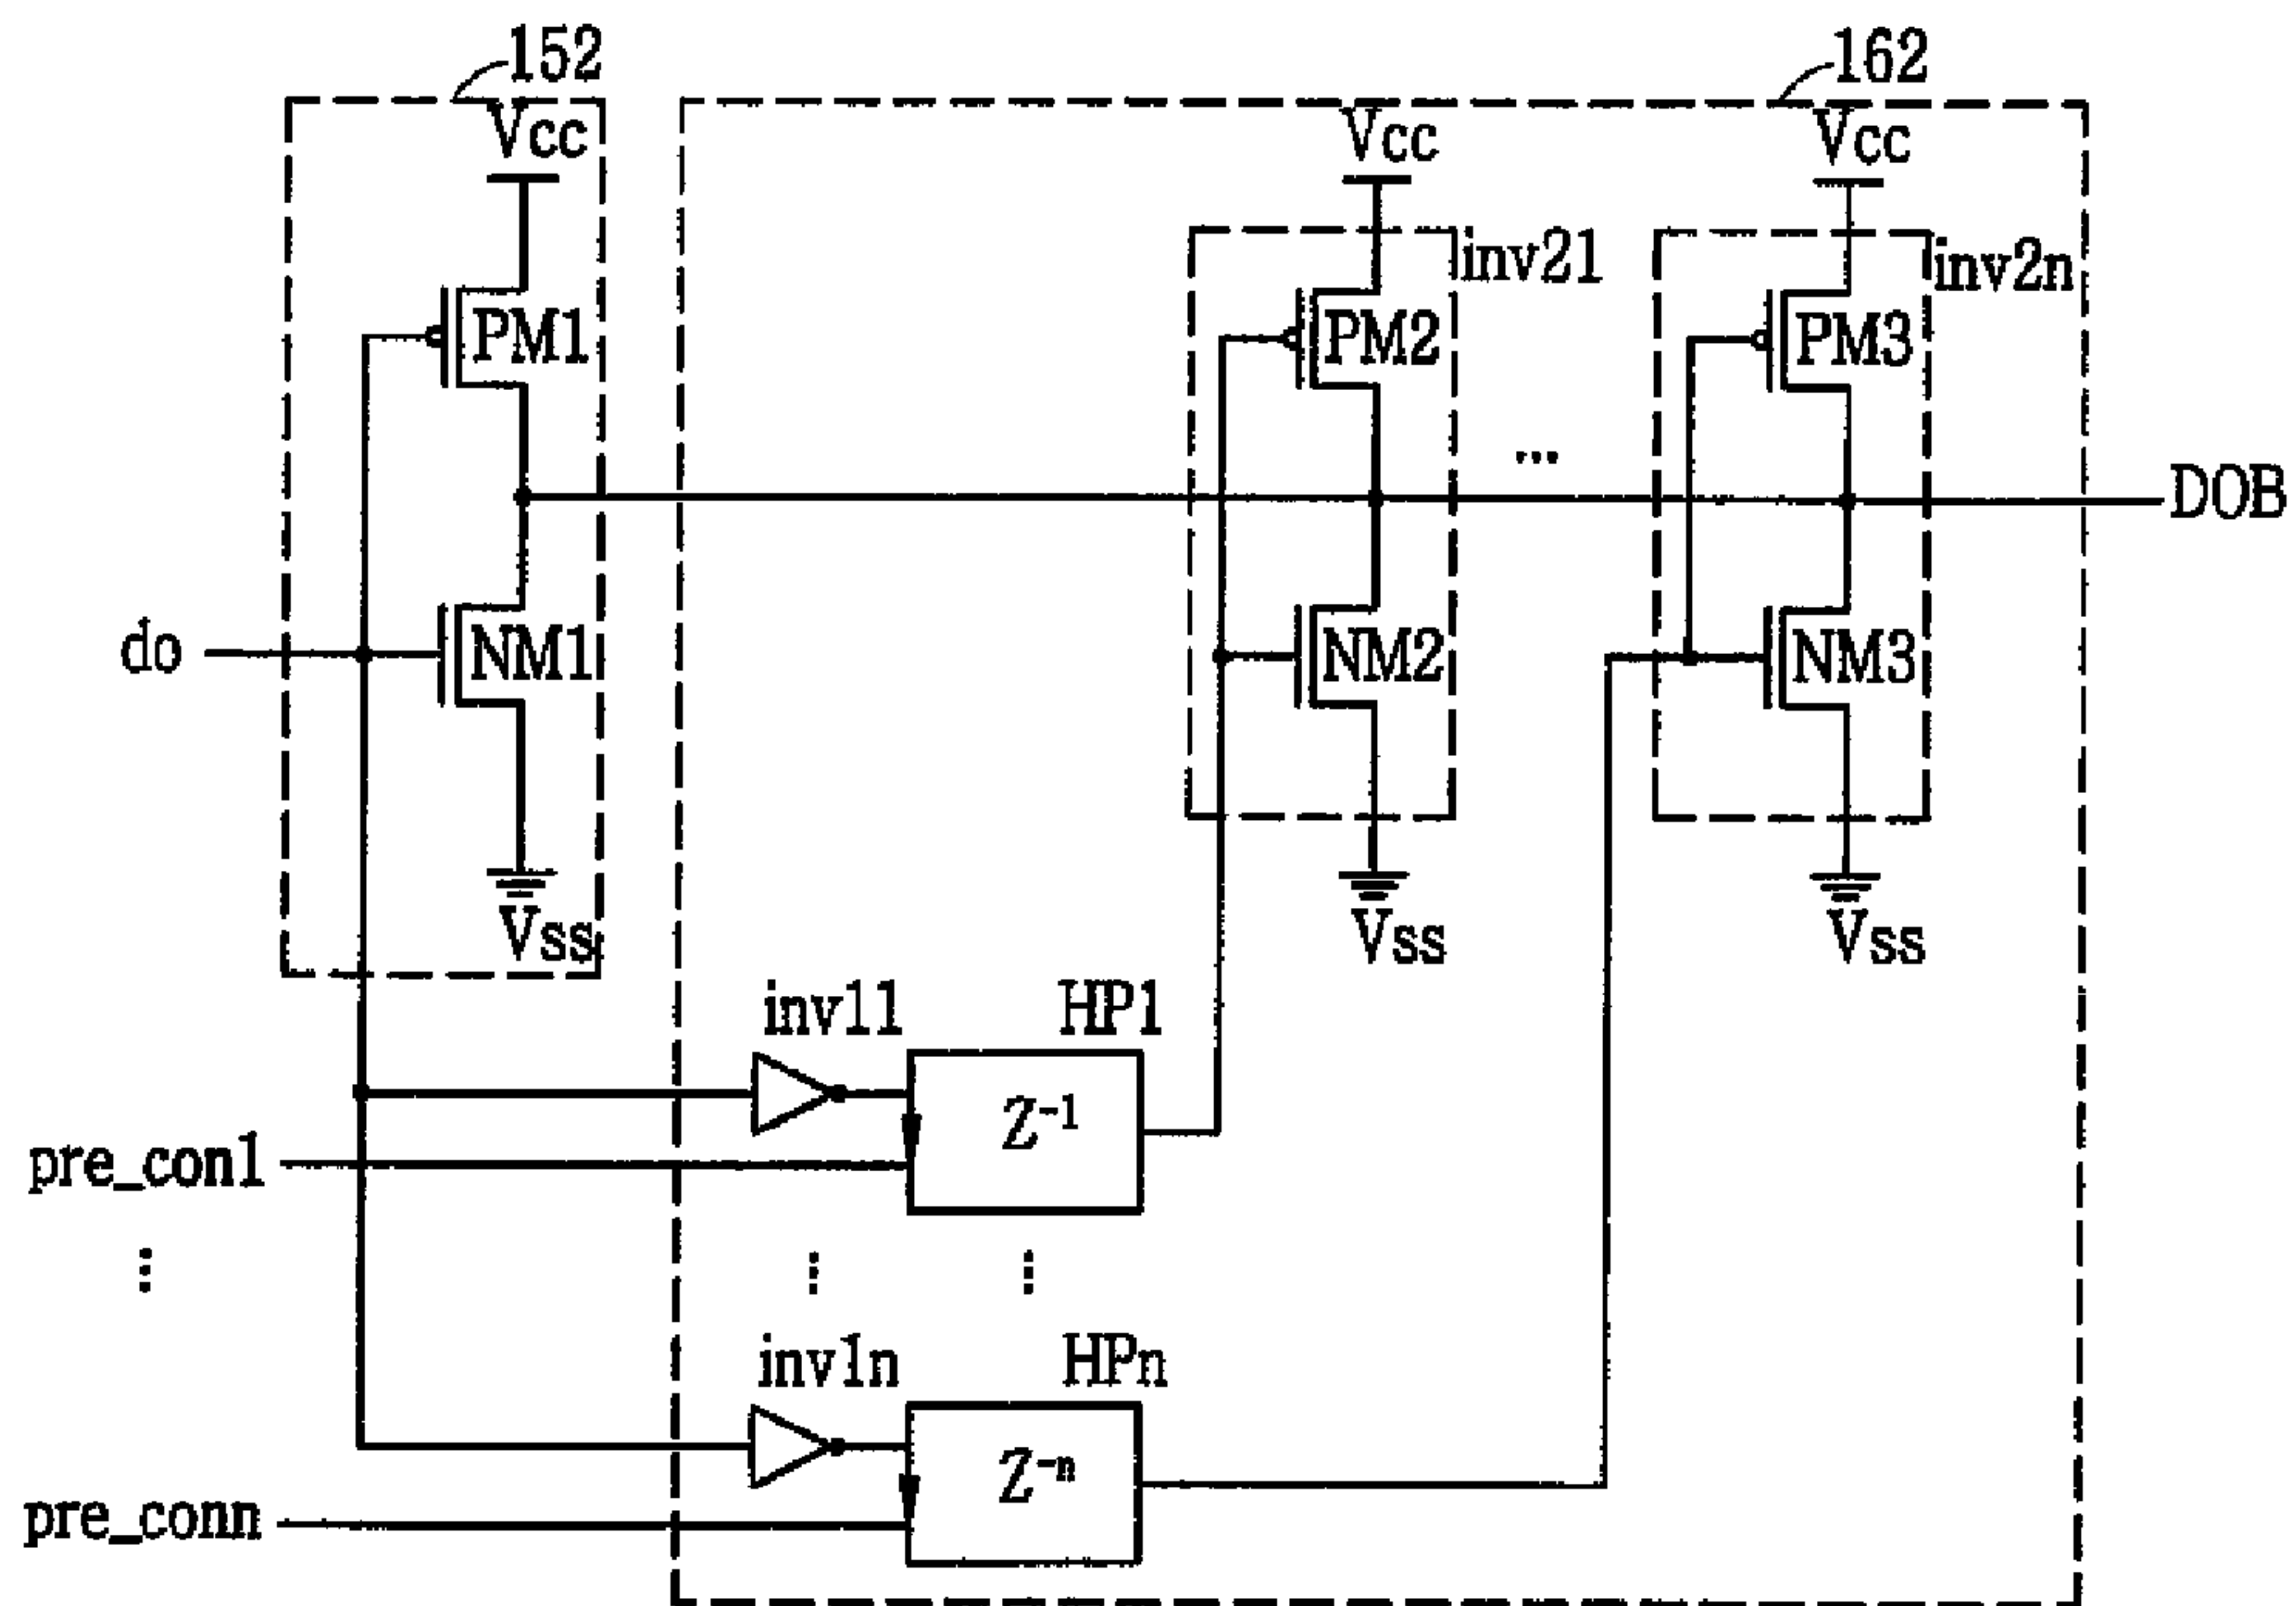 152
162
Vcc
Vcc
Vcc
inv21
inv2n
PM1
PM2
PM3
...
DOB
do
NM1
NM2
NM3
Vss
Vss
Vss
inv11
HP1
Z⁻¹
pre_con1
⋮
⋮
⋮
inv1n
HPn
Z⁻ⁿ
pre_conn